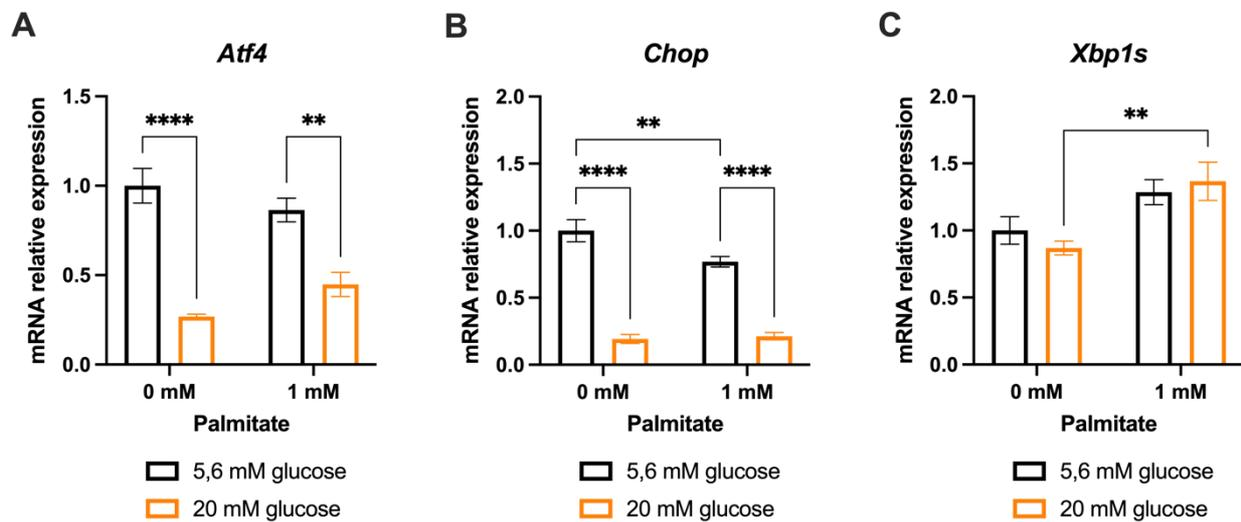 A
Atf4
mRNA relative expression
1.5
1.0
0.5
0.0
****
**
0 mM
1 mM
Palmitate
5,6 mM glucose
20 mM glucose
B
Chop
mRNA relative expression
2.0
1.5
1.0
0.5
0.0
**
****
****
0 mM
1 mM
Palmitate
5,6 mM glucose
20 mM glucose
C
Xbp1s
mRNA relative expression
2.0
1.5
1.0
0.5
0.0
**
0 mM
1 mM
Palmitate
5,6 mM glucose
20 mM glucose